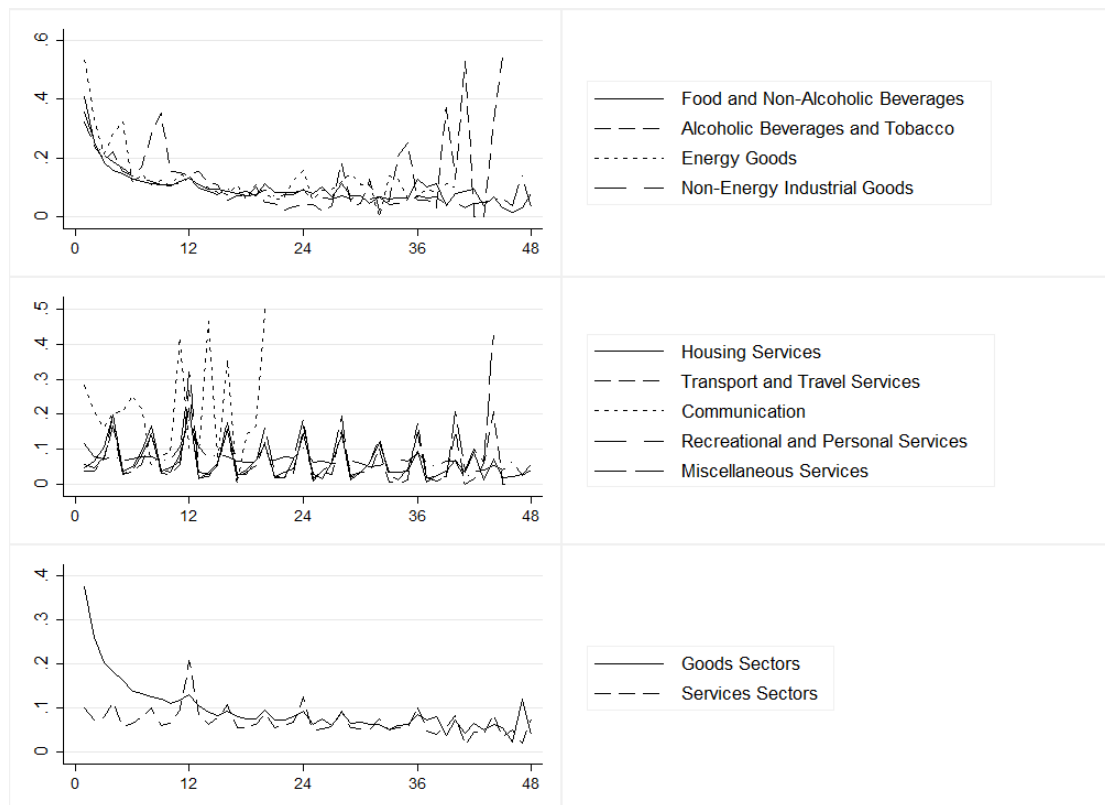 .6
.4
.2
0
0 12 24 36 48
Food and Non-Alcoholic Beverages
Alcoholic Beverages and Tobacco
Energy Goods
Non-Energy Industrial Goods
.5
.4
.3
.2
.1
0
0 12 24 36 48
Housing Services
Transport and Travel Services
Communication
Recreational and Personal Services
Miscellaneous Services
.4
.3
.2
.1
0
0 12 24 36 48
Goods Sectors
Services Sectors